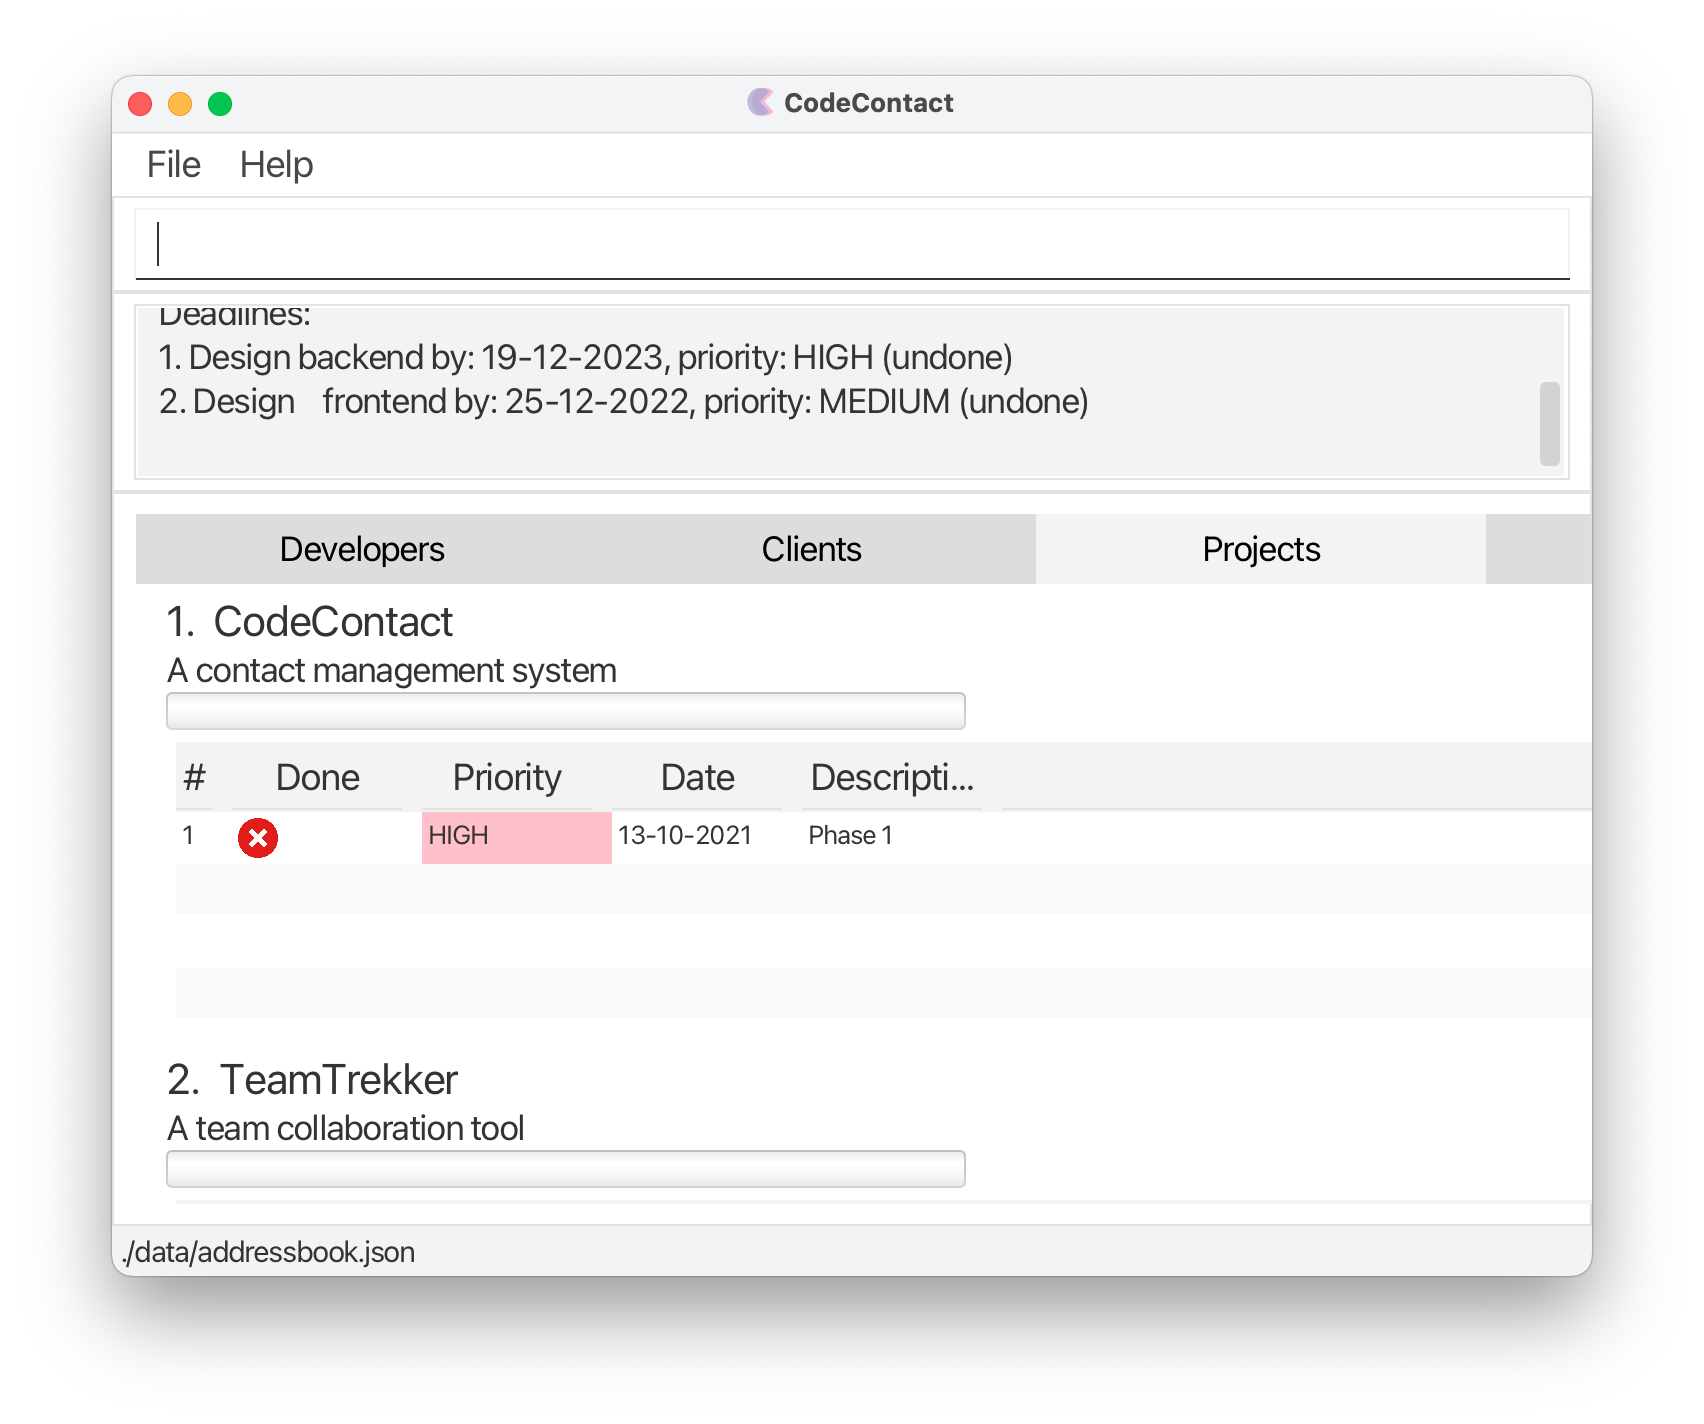 CodeContact
File Help
Deadlines:
1. Design backend by: 19-12-2023, priority: HIGH (undone)
2. Design   frontend by: 25-12-2022, priority: MEDIUM (undone)
Developers Clients Projects
1. CodeContact
A contact management system
# Done Priority Date Descripti...
1 HIGH 13-10-2021 Phase 1
2. TeamTrekker
A team collaboration tool
./data/addressbook.json